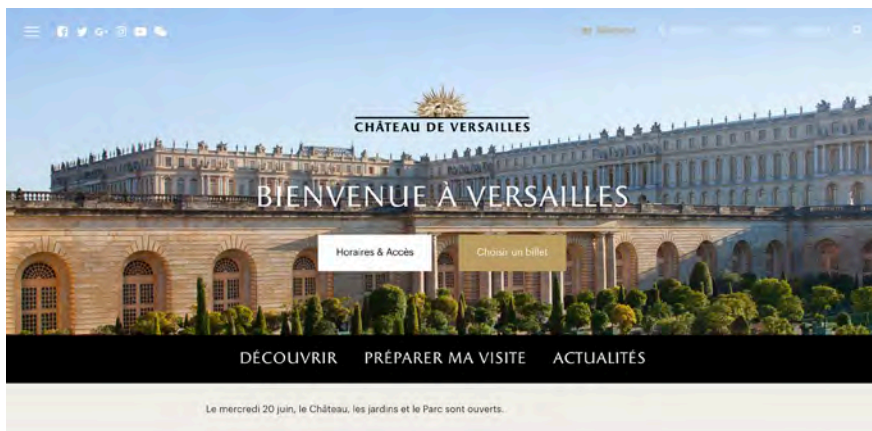 Billetterie
CHÂTEAU DE VERSAILLES
BIENVENUE À VERSAILLES
Horaires & Accès
Choisir un billet
DÉCOUVRIR PRÉPARER MA VISITE ACTUALITÉS
Le mercredi 20 juin, le Château, les jardins et le Parc sont ouverts.